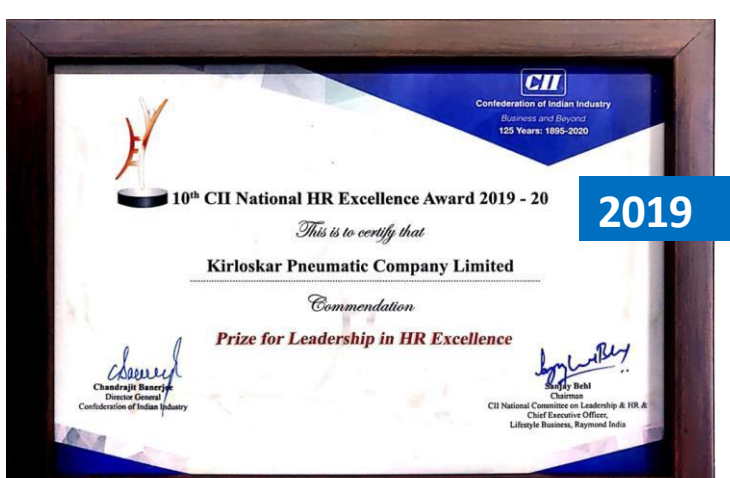 CII
Confederation of Indian Industry
Business and Beyond
125 Years: 1895-2020
10th CII National HR Excellence Award 2019 - 20
2019
This is to certify that
Kirloskar Pneumatic Company Limited
Commendation
Prize for Leadership in HR Excellence
Chandrajit Banerjee
Director General
Confederation of Indian Industry
Sanjay Behl
Chairman
CII National Committee on Leadership & HR &
Chief Executive Officer,
Lifestyle Business, Raymond India